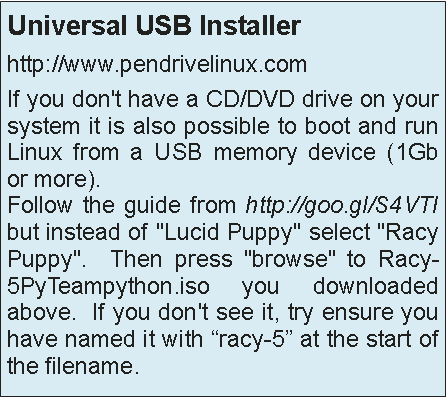 Universal USB Installer
http://www.pendrivelinux.com
If you don't have a CD/DVD drive on your
system it is also possible to boot and run
Linux from a USB memory device (1Gb
or more).
Follow the guide from http://goo.gl/S4VTI
but instead of "Lucid Puppy" select "Racy
Puppy".  Then press "browse" to Racy-
5PyTeampython.iso you downloaded
above.  If you don't see it, try ensure you
have named it with “racy-5” at the start of
the filename.